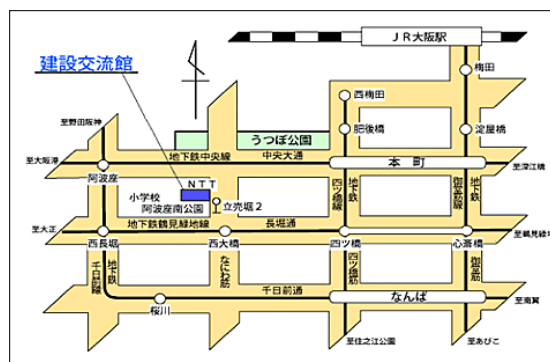 JR大阪駅
建設交流館
梅田
西梅田
至野田阪神
うつぼ公園
肥後橋
淀屋橋
至大阪港
地下鉄中央線
中央大通
本町
至深江橋
阿波座
NTT
小学校
阿波座南公園
立売堀2
地下鉄
四ツ橋線
御堂筋線
地下鉄
至大正
地下鉄鶴見緑地線
長堀通
至鶴見緑地
西長堀
西大橋
四ツ橋
心斎橋
千日前線
地下鉄
なにわ筋
四ツ橋筋
御堂筋
千日前通
なんば
至南巽
桜川
至住之江公園
至あびこ